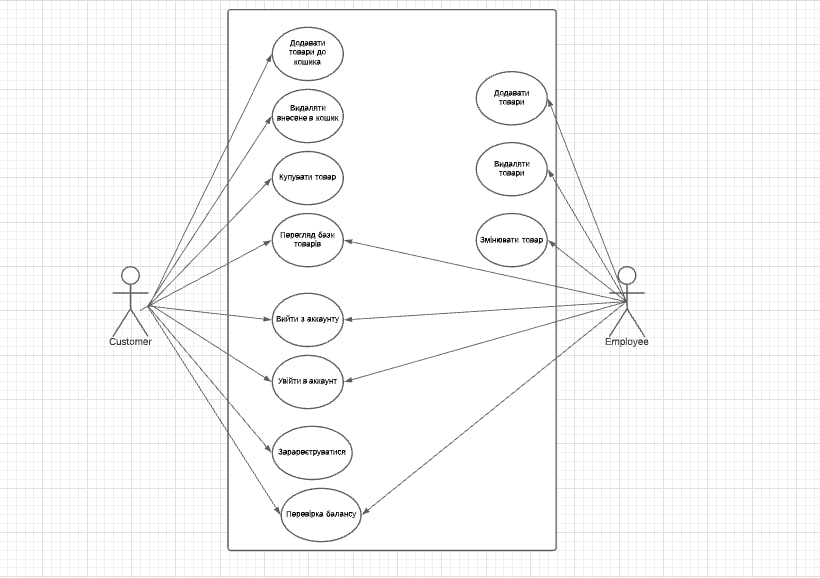 Додавати
товари до
кошика
Видаляти
внесене в кошик
Купувати товар
Перегляд бази
товарів
Вийти з аккаунту
Увійти в аккаунт
Зарареструватися
Перевірка балансу
Додавати
товари
Видаляти
товари
Змінювати товар
Customer
Employee